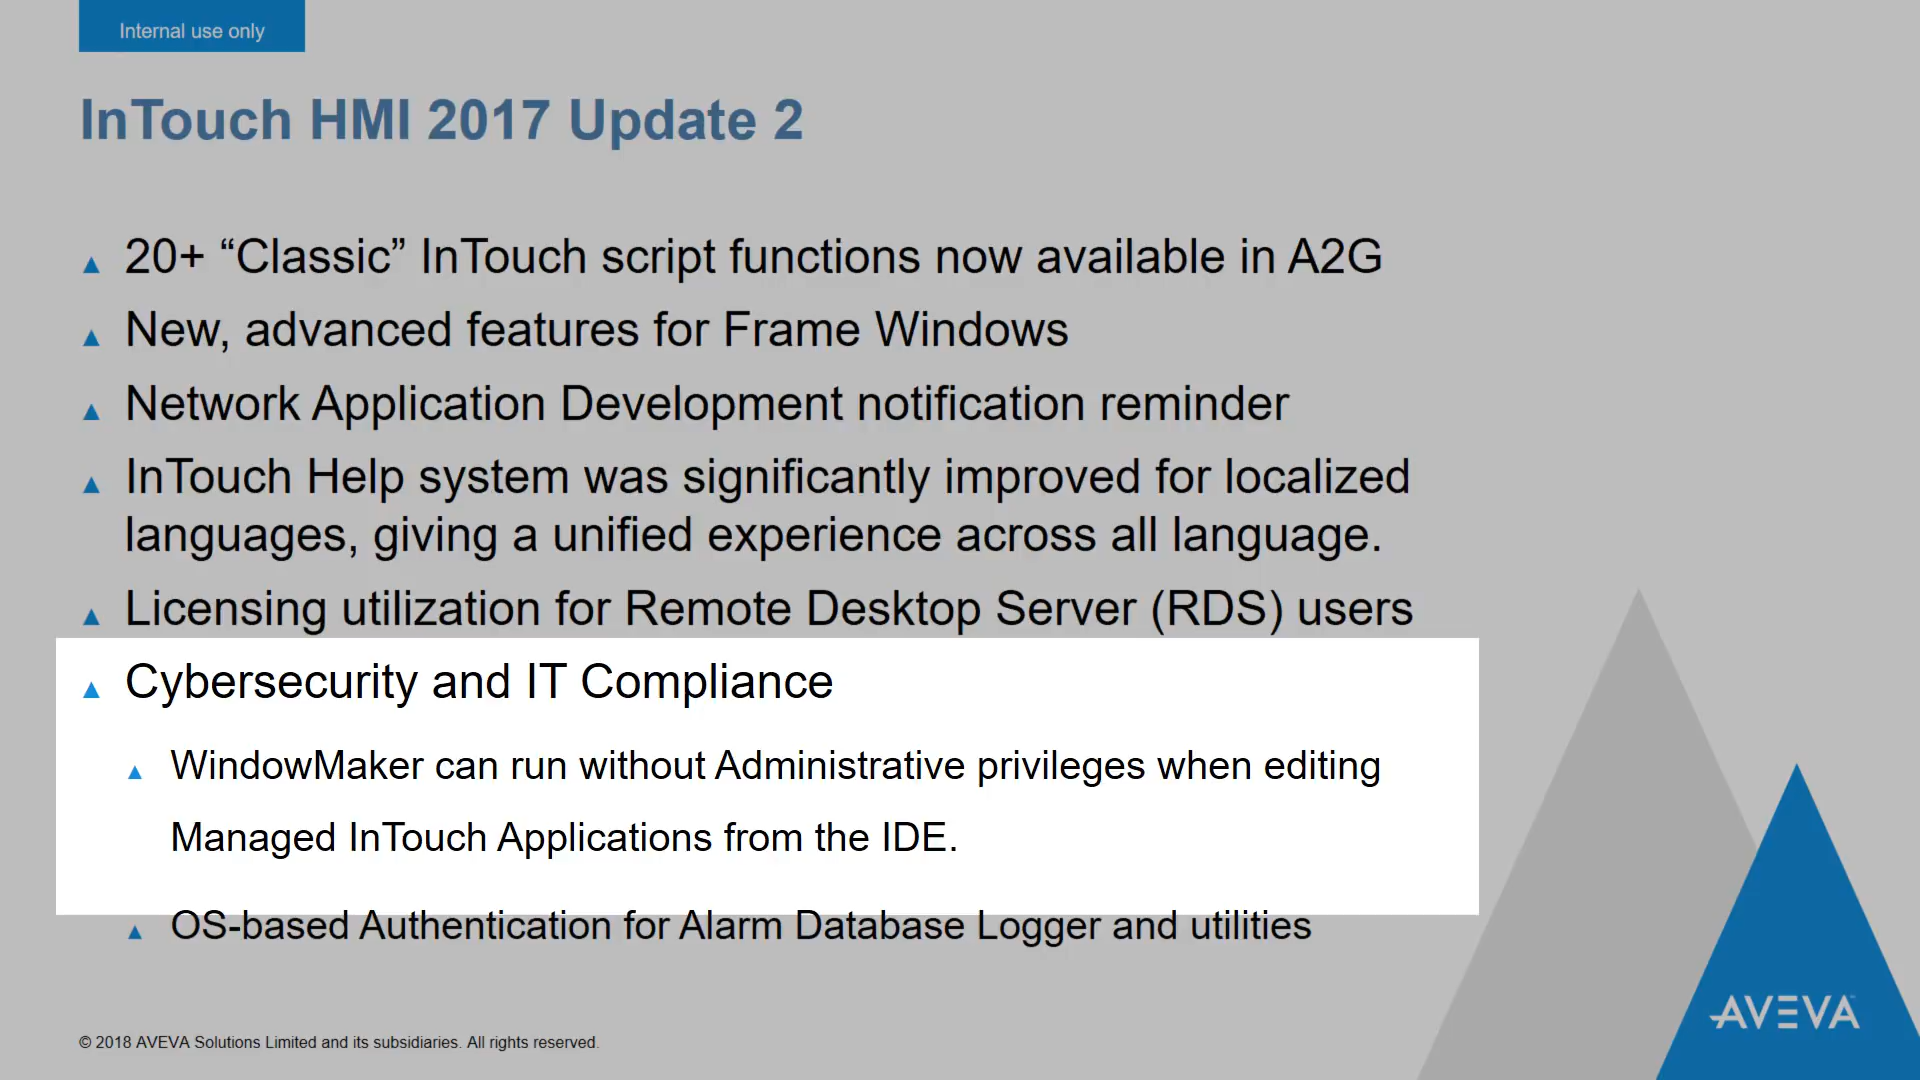 Internal use only
InTouch HMI 2017 Update 2
20+ “Classic” InTouch script functions now available in A2G
New, advanced features for Frame Windows
Network Application Development notification reminder
InTouch Help system was significantly improved for localized
languages, giving a unified experience across all language.
Licensing utilization for Remote Desktop Server (RDS) users
Cybersecurity and IT Compliance
WindowMaker can run without Administrative privileges when editing
Managed InTouch Applications from the IDE.
OS-based Authentication for Alarm Database Logger and utilities
AVEVA
© 2018 AVEVA Solutions Limited and its subsidiaries. All rights reserved.